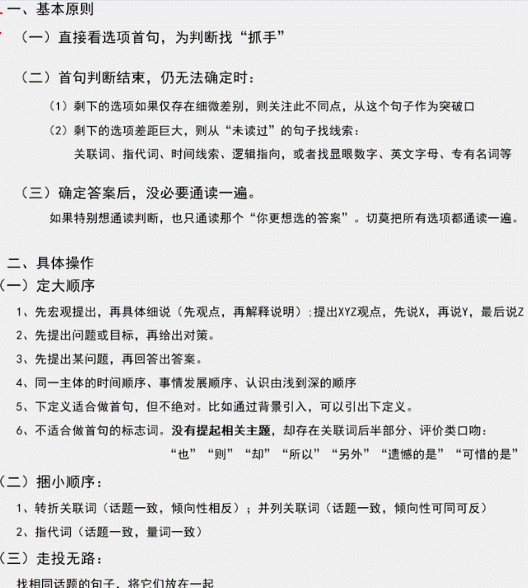 一、基本原则
（一）直接看选项首句，为判断找“抓手”
（二）首句判断结束，仍无法确定时：
（1）剩下的选项如果仅存在细微差别，则关注此不同点，从这个句子作为突破口
（2）剩下的选项差距巨大，则从“未读过”的句子找线索：
关联词、指代词、时间线索、逻辑指向，或者找显眼数字、英文字母、专有名词等
（三）确定答案后，没必要通读一遍。
如果特别想通读判断，也只通读那个“你更想选的答案”。切莫把所有选项都通读一遍。
二、具体操作
（一）定大顺序
1、先宏观提出，再具体细说（先观点，再解释说明）;提出XYZ观点，先说X，再说Y，最后说Z
2、先提出问题或目标，再给出对策。
3、先提出某问题，再回答出答案。
4、同一主体的时间顺序、事情发展顺序、认识由浅到深的顺序
5、下定义适合做首句，但不绝对。比如通过背景引入，可以引出下定义。
6、不适合做首句的标志词。没有提起相关主题，却存在关联词后半部分、评价类口吻：
“也”“则”“却”“所以”“另外”“遗憾的是”“可惜的是”
（二）捆小顺序：
1、转折关联词（话题一致，倾向性相反）；并列关联词（话题一致，倾向性可同可反）
2、指代词（话题一致，量词一致）
（三）走投无路：
找相同话题的句子，将它们放在一起